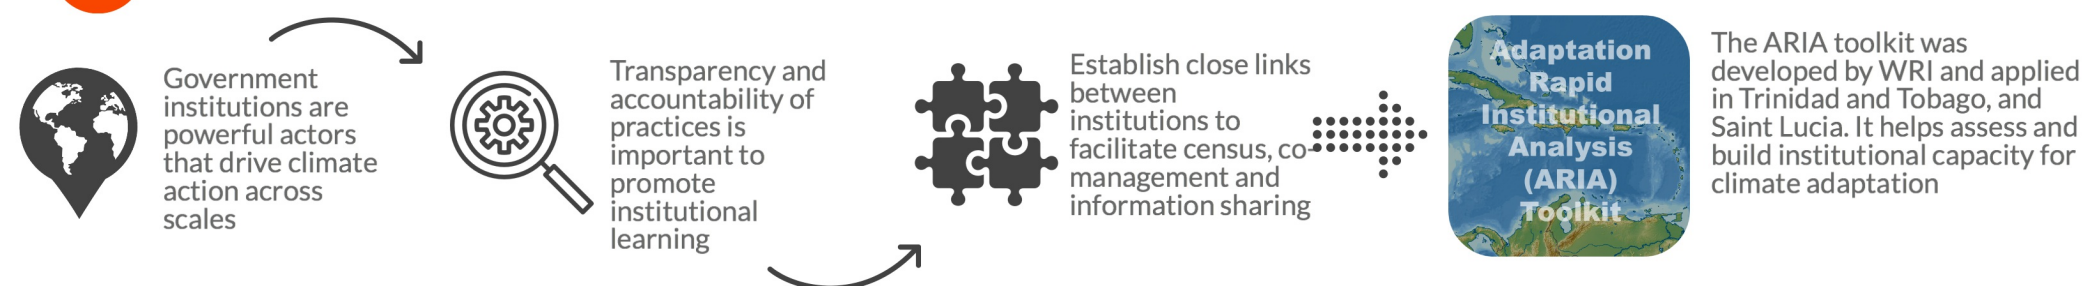 Government
institutions are
powerful actors
that drive climate
action across
scales
Transparency and
accountability of
practices is
important to
promote
institutional
learning
Establish close links
between
institutions to
facilitate census, co-
management and
information sharing
Adaptation
Rapid
Institutional
Analysis
(ARIA)
Toolkit
The ARIA toolkit was
developed by WRI and applied
in Trinidad and Tobago, and
Saint Lucia. It helps assess and
build institutional capacity for
climate adaptation